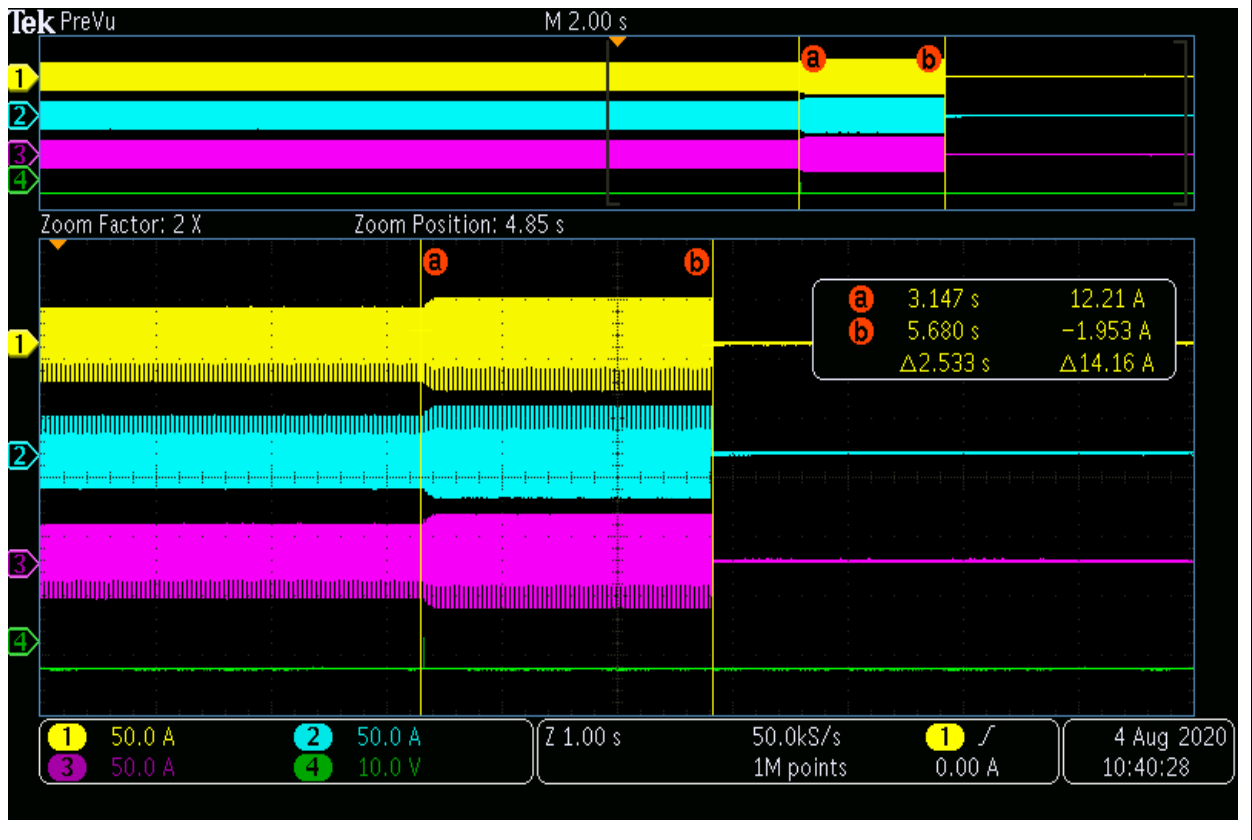 Tek PreVu M 2.00 s
a b
1
2
3
4
Zoom Factor: 2 X Zoom Position: 4.85 s
a b
a 3.147 s 12.21 A
b 5.680 s −1.953 A
△2.533 s △14.16 A
1
2
3
4
1 50.0 A 2 50.0 A Z 1.00 s 50.0kS/s 1 0.00 A 4 Aug 2020
3 50.0 A 4 10.0 V 1M points 10:40:28